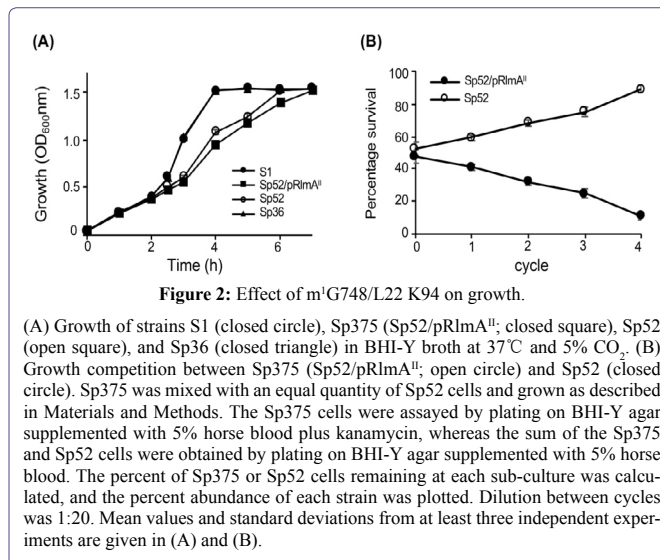 (A)
(B)
Growth (OD600nm)
1.5
1.0
0.5
0
S1
Sp52/pRlmAII
Sp52
Sp36
0 2 4 6
Time (h)
Percentage survival
100
80
60
40
20
0
Sp52/pRlmAII
Sp52
0 1 2 3 4
cycle
Figure 2: Effect of m1G748/L22 K94 on growth.
(A) Growth of strains S1 (closed circle), Sp375 (Sp52/pRlmAII; closed square), Sp52
(open square), and Sp36 (closed triangle) in BHI-Y broth at 37℃ and 5% CO2. (B)
Growth competition between Sp375 (Sp52/pRlmAII; open circle) and Sp52 (closed
circle). Sp375 was mixed with an equal quantity of Sp52 cells and grown as described
in Materials and Methods. The Sp375 cells were assayed by plating on BHI-Y agar
supplemented with 5% horse blood plus kanamycin, whereas the sum of the Sp375
and Sp52 cells were obtained by plating on BHI-Y agar supplemented with 5% horse
blood. The percent of Sp375 or Sp52 cells remaining at each sub-culture was calcu-
lated, and the percent abundance of each strain was plotted. Dilution between cycles
was 1:20. Mean values and standard deviations from at least three independent exper-
iments are given in (A) and (B).